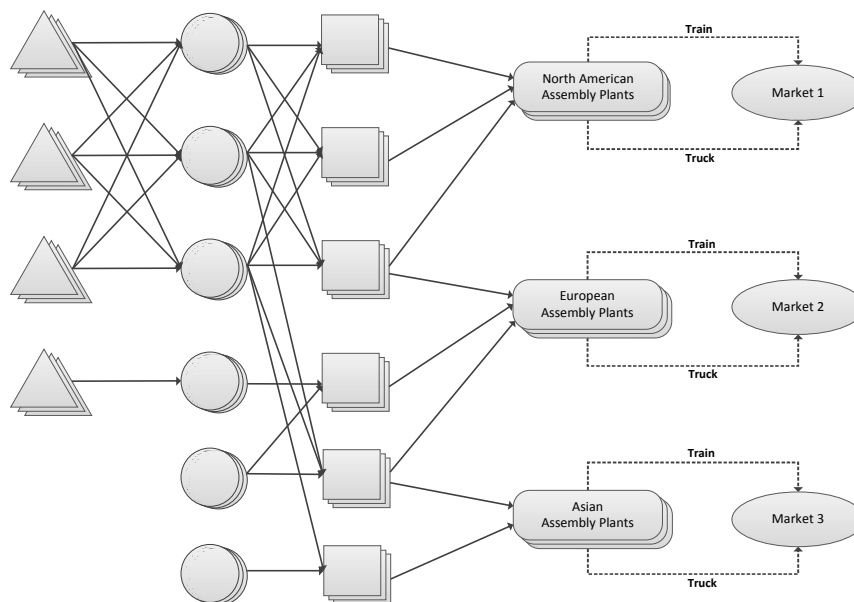 Train
North American
Assembly Plants
Market 1
Truck
Train
European
Assembly Plants
Market 2
Truck
Train
Asian
Assembly Plants
Market 3
Truck